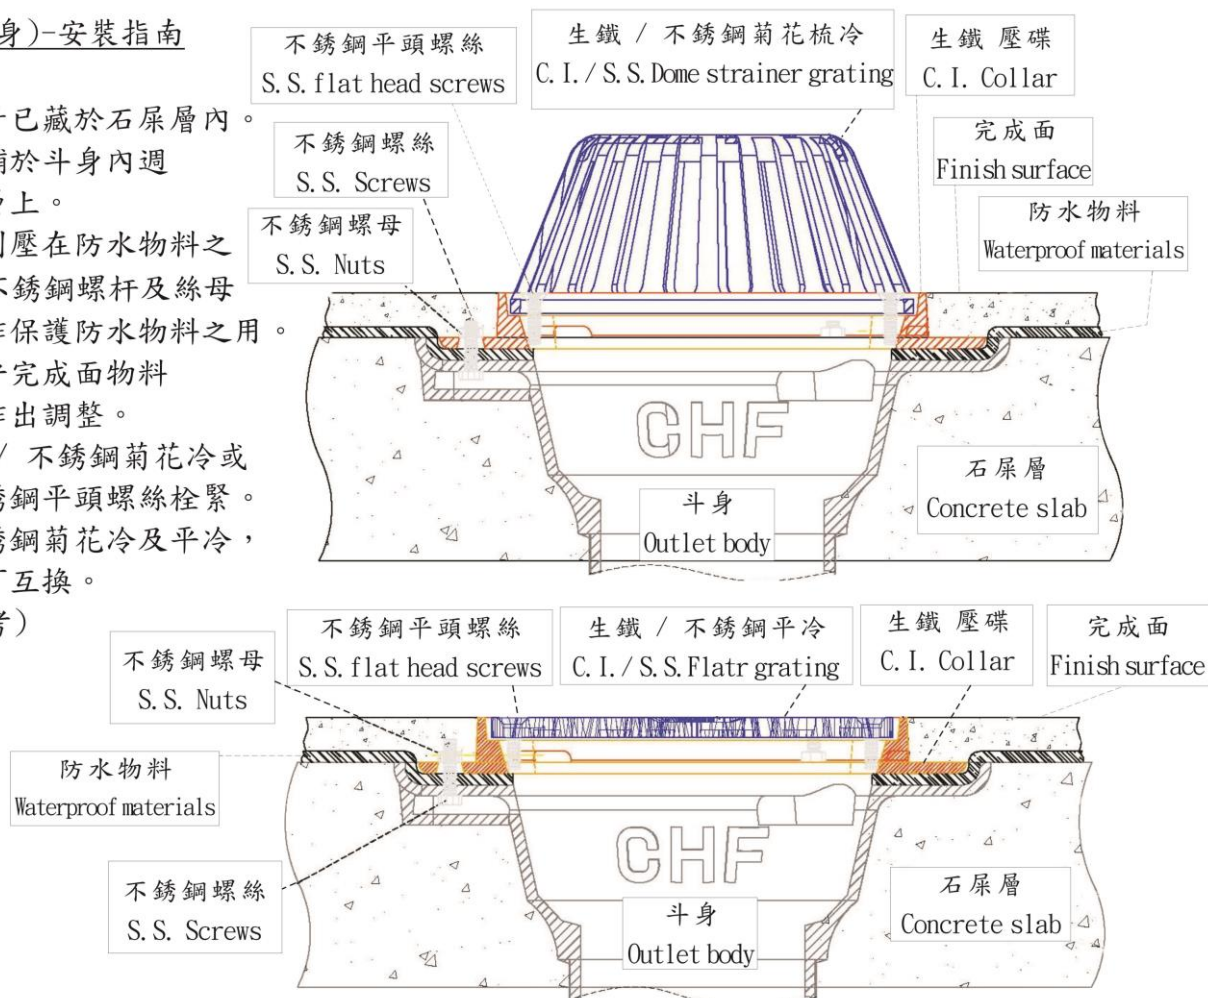 身)-安裝指南
已藏於石屎層內。
於斗身內週
上。
壓在防水物料之
不銹鋼螺杆及絲母
保護防水物料之用。
完成面物料
作出調整。
/ 不銹鋼菊花冷或
銹鋼平頭螺絲栓緊。
銹鋼菊花冷及平冷，
可互換。
考)
不銹鋼平頭螺絲
S.S. flat head screws
生鐵 / 不銹鋼菊花梳冷
C.I./S.S.Dome strainer grating
生鐵 壓碟
C.I. Collar
不銹鋼螺絲
S.S. Screws
完成面
Finish surface
不銹鋼螺母
S.S. Nuts
防水物料
Waterproof materials
CHF
石屎層
Concrete slab
斗身
Outlet body
不銹鋼螺母
S.S. Nuts
不銹鋼平頭螺絲
S.S. flat head screws
生鐵 / 不銹鋼平冷
C.I./S.S.Flatr grating
生鐵 壓碟
C.I. Collar
完成面
Finish surface
防水物料
Waterproof materials
CHF
不銹鋼螺絲
S.S. Screws
斗身
Outlet body
石屎層
Concrete slab